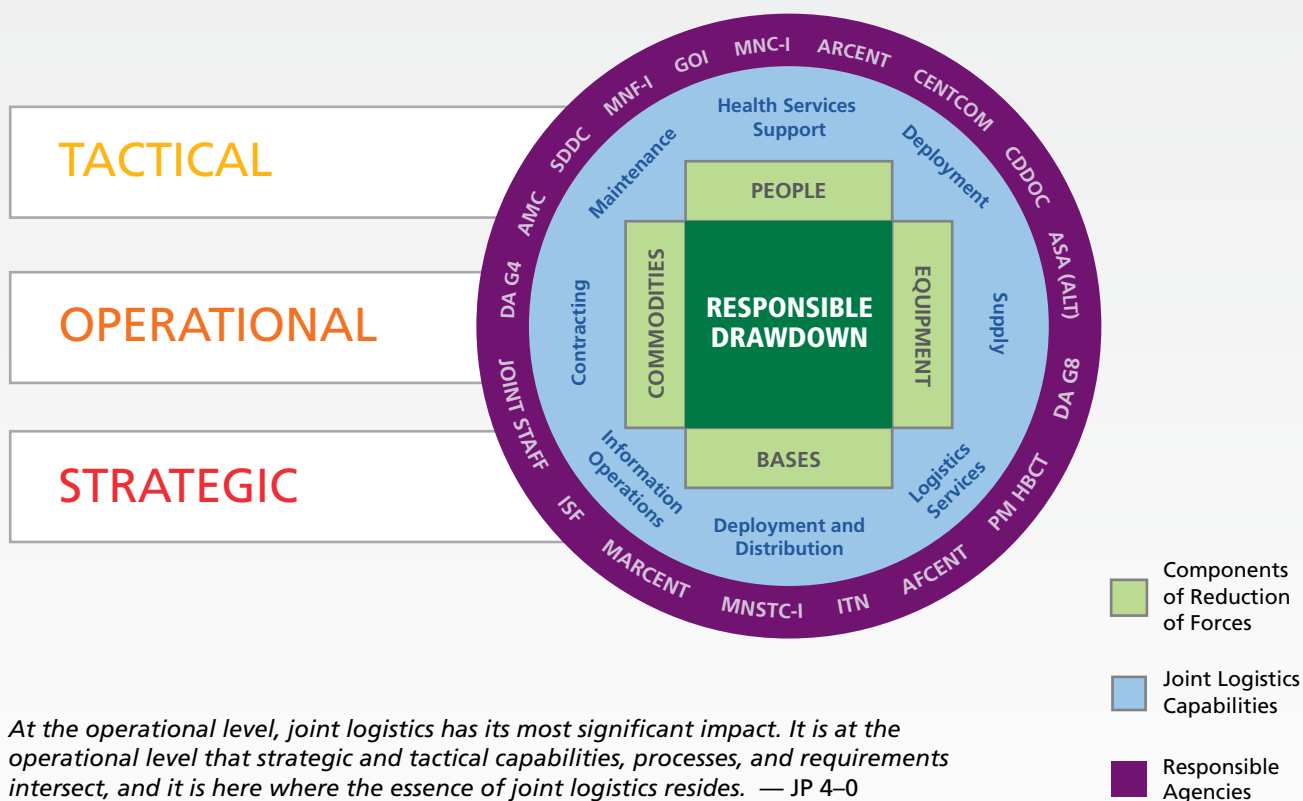 TACTICAL
OPERATIONAL
STRATEGIC
DA G4
AMC
SDDC
MNF-I
GOI
MNC-I
ARCENT
CENTCOM
CDDOC
ASA (ALT)
DA G8
PM HBCT
AFCENT
ITN
MNSTC-I
MARCENT
ISF
JOINT STAFF
Health Services
Support
Deployment
Supply
Logistics
Services
Deployment and
Distribution
Information
Operations
Contracting
Maintenance
PEOPLE
EQUIPMENT
BASES
COMMODITIES
RESPONSIBLE
DRAWDOWN
Components
of Reduction
of Forces
Joint Logistics
Capabilities
Responsible
Agencies
At the operational level, joint logistics has its most significant impact. It is at the
operational level that strategic and tactical capabilities, processes, and requirements
intersect, and it is here where the essence of joint logistics resides. — JP 4–0